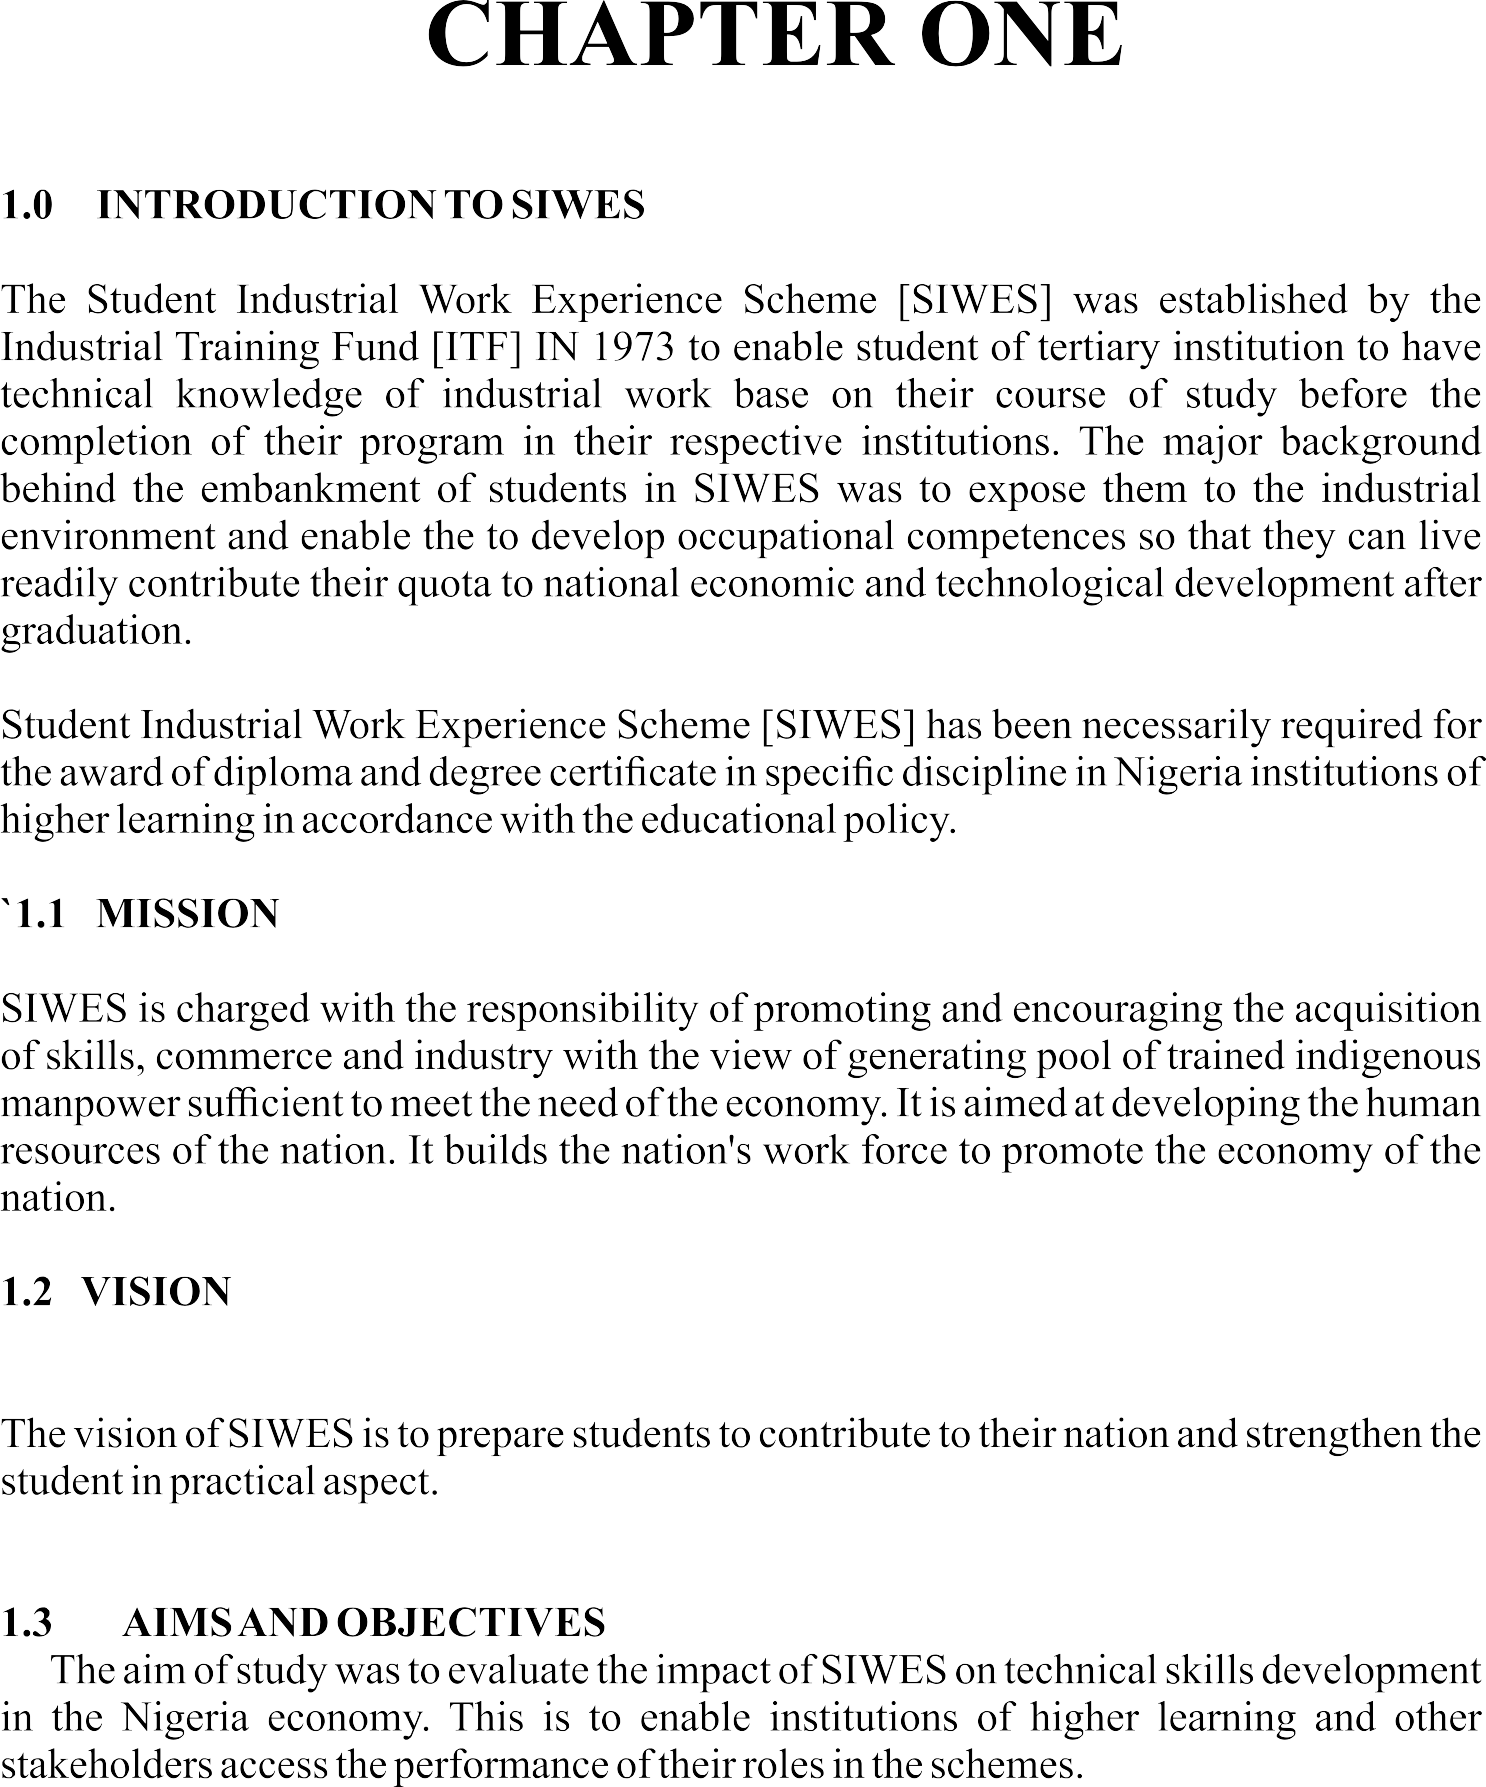 CHAPTER ONE
1.0 INTRODUCTION TO SIWES
The Student Industrial Work Experience Scheme [SIWES] was established by the
Industrial Training Fund [ITF] IN 1973 to enable student of tertiary institution to have
technical knowledge of industrial work base on their course of study before the
completion of their program in their respective institutions. The major background
behind the embankment of students in SIWES was to expose them to the industrial
environment and enable the to develop occupational competences so that they can live
readily contribute their quota to national economic and technological development after
graduation.
Student Industrial Work Experience Scheme [SIWES] has been necessarily required for
the award of diploma and degree certificate in specific discipline in Nigeria institutions of
higher learning in accordance with the educational policy.
`1.1 MISSION
SIWES is charged with the responsibility of promoting and encouraging the acquisition
of skills, commerce and industry with the view of generating pool of trained indigenous
manpower sufficient to meet the need of the economy. It is aimed at developing the human
resources of the nation. It builds the nation's work force to promote the economy of the
nation.
1.2 VISION
The vision of SIWES is to prepare students to contribute to their nation and strengthen the
student in practical aspect.
1.3 AIMS AND OBJECTIVES
The aim of study was to evaluate the impact of SIWES on technical skills development
in the Nigeria economy. This is to enable institutions of higher learning and other
stakeholders access the performance of their roles in the schemes.